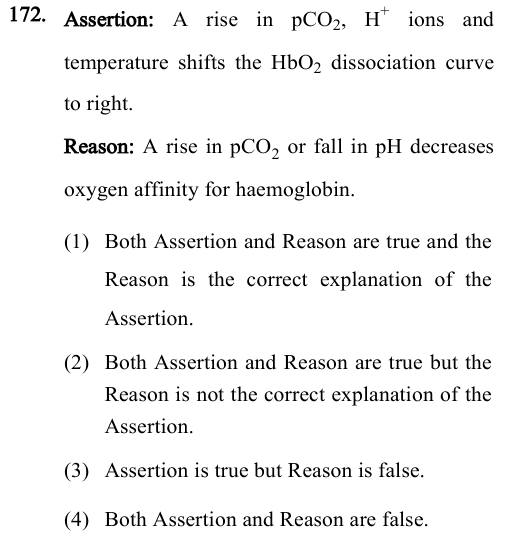 172. Assertion: A rise in pCO₂, H⁺ ions and
temperature shifts the HbO₂ dissociation curve
to right.
Reason: A rise in pCO₂ or fall in pH decreases
oxygen affinity for haemoglobin.
(1) Both Assertion and Reason are true and the
Reason is the correct explanation of the
Assertion.
(2) Both Assertion and Reason are true but the
Reason is not the correct explanation of the
Assertion.
(3) Assertion is true but Reason is false.
(4) Both Assertion and Reason are false.